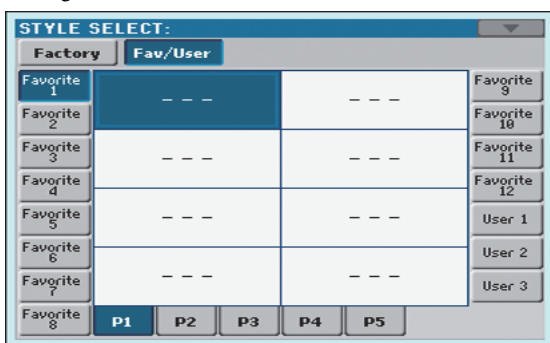 STYLE SELECT:
Factory Fav/User
Favorite
1
Favorite
2
Favorite
3
Favorite
4
Favorite
5
Favorite
6
Favorite
7
Favorite
8
- - - - - -
- - - - - -
- - - - - -
- - - - - -
Favorite
9
Favorite
10
Favorite
11
Favorite
12
User 1
User 2
User 3
P1 P2 P3 P4 P5